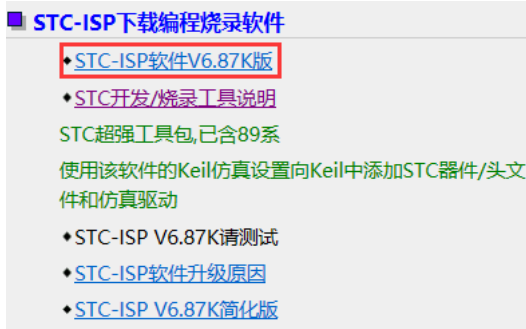 STC-ISP下载编程烧录软件
STC-ISP软件V6.87K版
STC开发/烧录工具说明
STC超强工具包,已含89系
使用该软件的Keil仿真设置向Keil中添加STC器件/头文
件和仿真驱动
STC-ISP V6.87K请测试
STC-ISP软件升级原因
STC-ISP V6.87K简化版